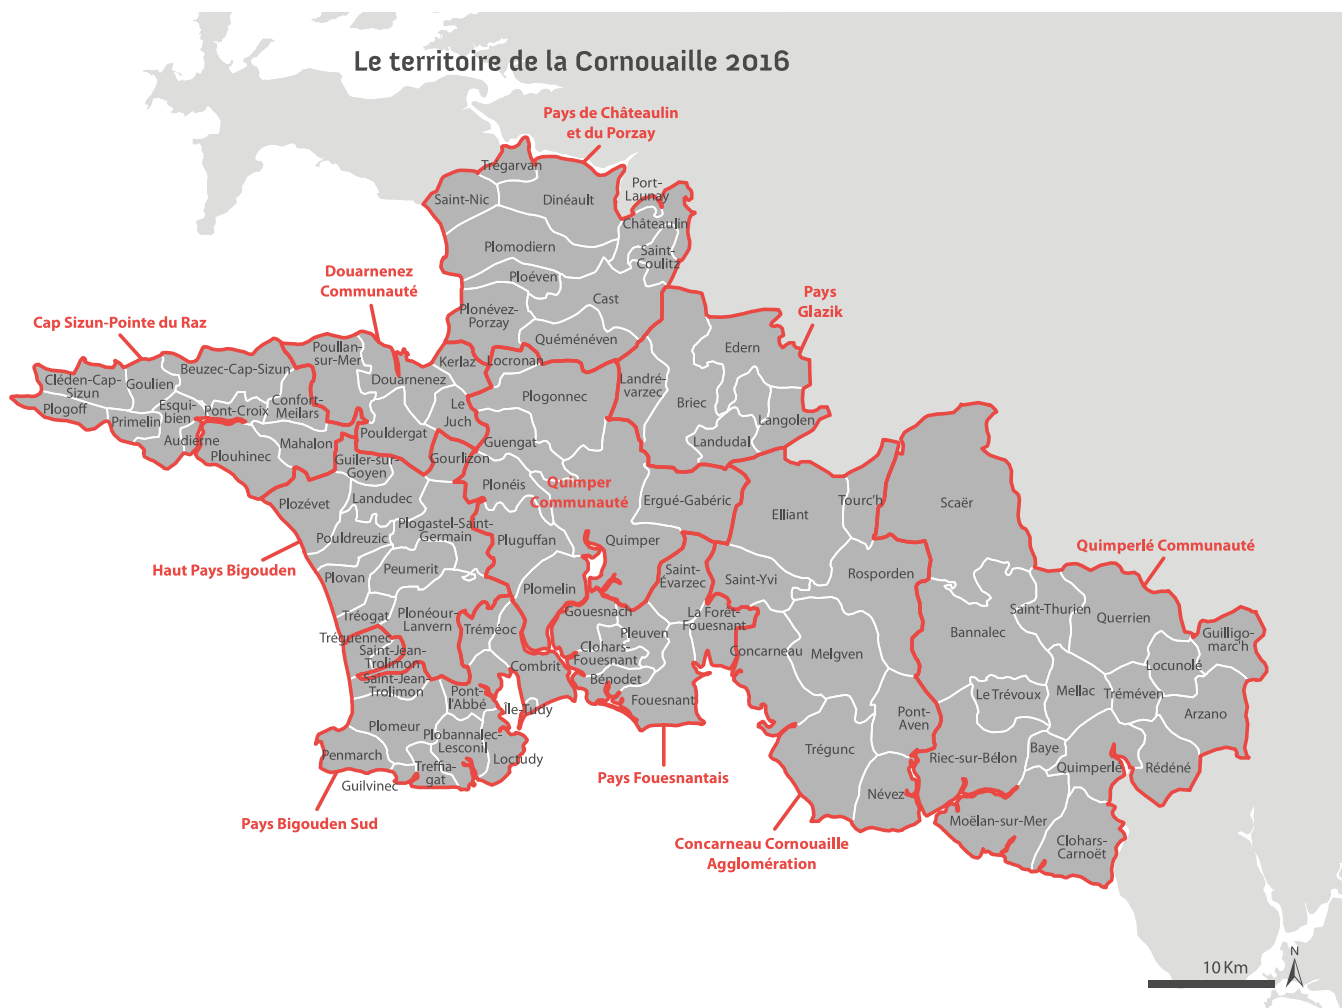 Le territoire de la Cornouaille 2016
Pays de Châteaulin
et du Porzay
Trégarvan
Port-
Launay
Saint-Nic
Dinéault
Châteaulin
Plomodiern
Saint-
Coulitz
Ploéven
Douarnenez
Communauté
Cast
Pays
Glazik
Plonévez-
Porzay
Cap Sizun-Pointe du Raz
Quéménéven
Edern
Poullan-
sur-Mer
Kerlaz
Locronan
Beuzec-Cap-Sizun
Cléden-Cap-
Sizun
Goulien
Douarnenez
Landré-
varzec
Plogonnec
Briec
Plogoff
Esqui-
bien
Pont-Croix
Confort-
Meilars
Le
Juch
Primelin
Langolen
Audierne
Mahalon
Pouldergat
Guengat
Landudal
Plouhinec
Guiler-sur-
Goyen
Gourlizon
Plonéis
Quimper
Communauté
Ergué-Gabéric
Tourc'h
Scaër
Plozévet
Landudec
Elliant
Plogastel-Saint-
Germain
Pouldreuzic
Pluguffan
Quimper
Quimperlé Communauté
Haut Pays Bigouden
Peumerit
Plovan
Plomelin
Saint-
Évarzec
Saint-Yvi
Rosporden
Tréogat
Plonéour-
Lanvern
Gouesnach
La Forêt-
Fouesnant
Saint-Thurien
Querrien
Tréguennec
Tréméoc
Pleuven
Bannalec
Guilligo-
marc'h
Saint-Jean-
Trolimon
Clohars-
Fouesnant
Concarneau
Melgven
Combrit
Locunolé
Saint-Jean-
Trolimon
Bénodet
Pont-
l'Abbé
Fouesnant
Le Trévoux
Mellac
Tréméven
Île-Tudy
Pont-
Aven
Arzano
Plomeur
Plobannalec-
Lesconil
Trégunc
Baye
Penmarch
Loctudy
Riec-sur-Bélon
Quimperlé
Rédéné
Treffia-
gat
Guilvinec
Pays Fouesnantais
Névez
Pays Bigouden Sud
Moëlan-sur-Mer
Concarneau Cornouaille
Agglomération
Clohars-
Carnoët
N
10 Km